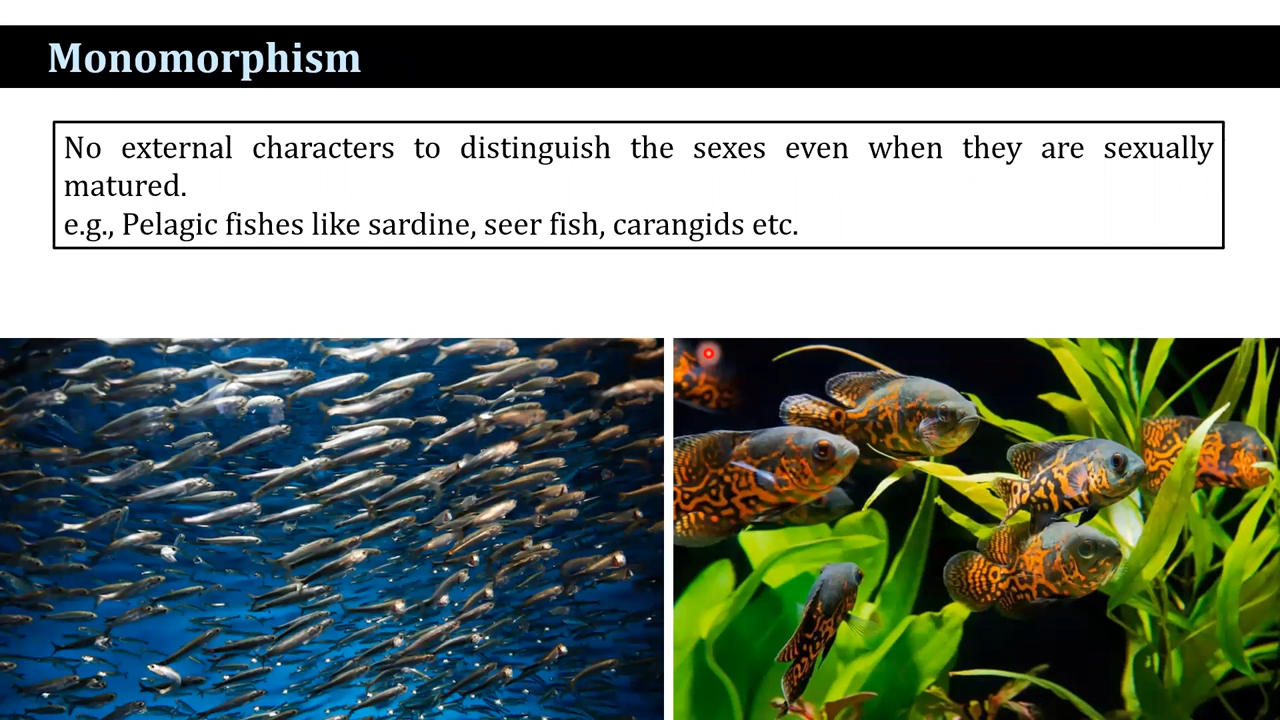 Monomorphism
No external characters to distinguish the sexes even when they are sexually
matured.
e.g., Pelagic fishes like sardine, seer fish, carangids etc.